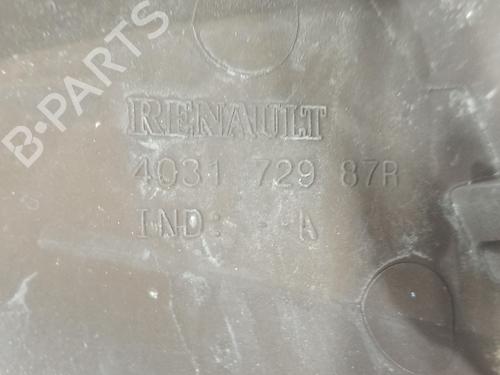 B-PARTS
RENAULT
4031 729 87R
IND: --A